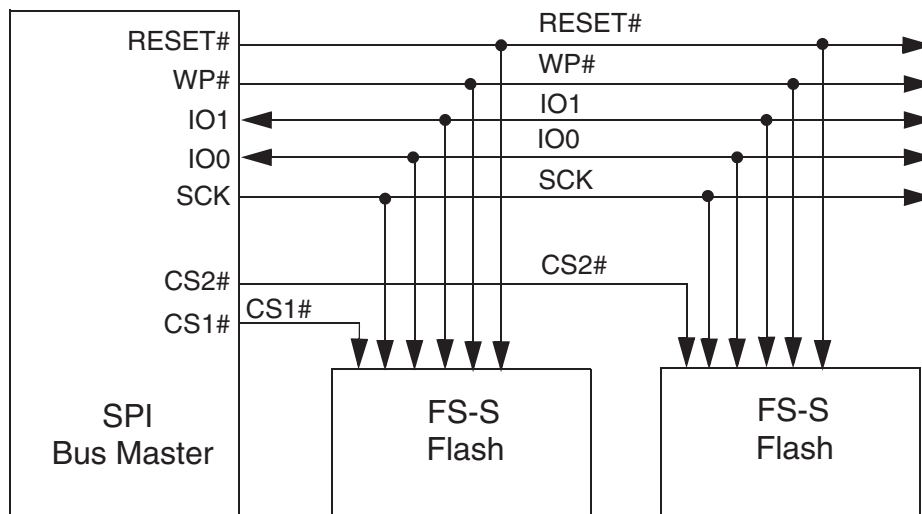 RESET# RESET#
WP# WP#
IO1 IO1
IO0 IO0
SCK SCK
CS2# CS2#
CS1# CS1#
SPI
Bus Master
FS-S
Flash
FS-S
Flash